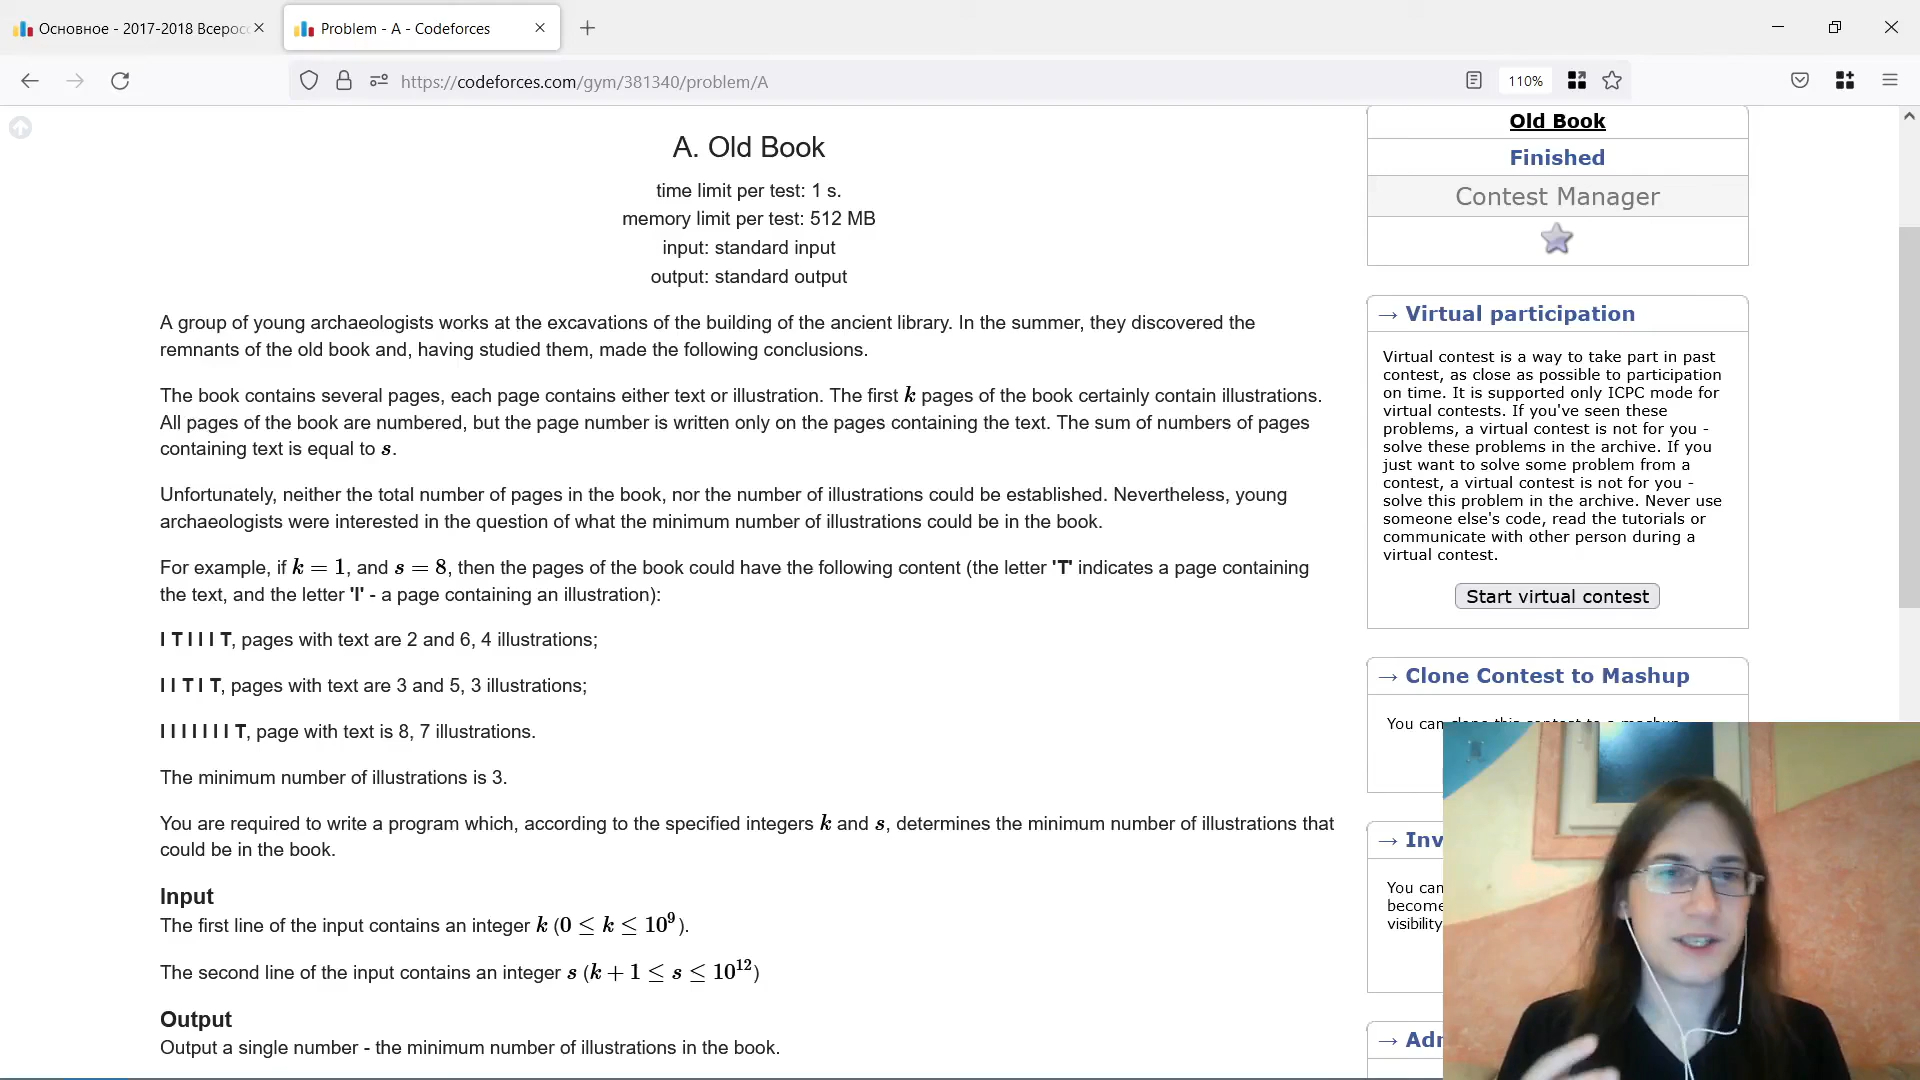 Основное - 2017-2018 Всерос
Problem - A - Codeforces
https://codeforces.com/gym/381340/problem/A
110%
A. Old Book
time limit per test: 1 s.
memory limit per test: 512 MB
input: standard input
output: standard output
A group of young archaeologists works at the excavations of the building of the ancient library. In the summer, they discovered the
remnants of the old book and, having studied them, made the following conclusions.
The book contains several pages, each page contains either text or illustration. The first k pages of the book certainly contain illustrations.
All pages of the book are numbered, but the page number is written only on the pages containing the text. The sum of numbers of pages
containing text is equal to s.
Unfortunately, neither the total number of pages in the book, nor the number of illustrations could be established. Nevertheless, young
archaeologists were interested in the question of what the minimum number of illustrations could be in the book.
For example, if k = 1, and s = 8, then the pages of the book could have the following content (the letter 'T' indicates a page containing
the text, and the letter 'I' - a page containing an illustration):
I T I I I T, pages with text are 2 and 6, 4 illustrations;
I I T I T, pages with text are 3 and 5, 3 illustrations;
I I I I I I I T, page with text is 8, 7 illustrations.
The minimum number of illustrations is 3.
You are required to write a program which, according to the specified integers k and s, determines the minimum number of illustrations that
could be in the book.
Input
The first line of the input contains an integer k (0 ≤ k ≤ 10⁹).
The second line of the input contains an integer s (k + 1 ≤ s ≤ 10¹²)
Output
Output a single number - the minimum number of illustrations in the book.
Old Book
Finished
Contest Manager
→ Virtual participation
Virtual contest is a way to take part in past
contest, as close as possible to participation
on time. It is supported only ICPC mode for
virtual contests. If you've seen these
problems, a virtual contest is not for you -
solve these problems in the archive. If you
just want to solve some problem from a
contest, a virtual contest is not for you -
solve this problem in the archive. Never use
someone else's code, read the tutorials or
communicate with other person during a
virtual contest.
Start virtual contest
→ Clone Contest to Mashup
You can clone this contest to a mashup.
→ Inv
You can
become
visibility
→ Adr